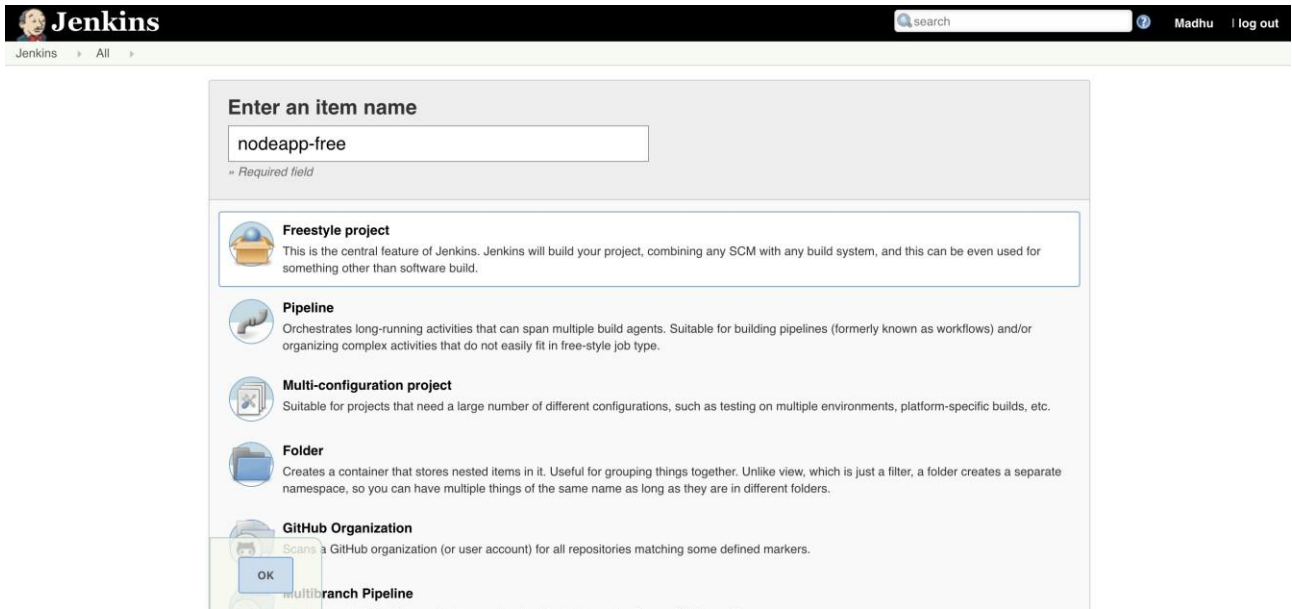 Jenkins
search
Madhu | log out
Jenkins All
Enter an item name
nodeapp-free
» Required field
Freestyle project
This is the central feature of Jenkins. Jenkins will build your project, combining any SCM with any build system, and this can be even used for
something other than software build.
Pipeline
Orchestrates long-running activities that can span multiple build agents. Suitable for building pipelines (formerly known as workflows) and/or
organizing complex activities that do not easily fit in free-style job type.
Multi-configuration project
Suitable for projects that need a large number of different configurations, such as testing on multiple environments, platform-specific builds, etc.
Folder
Creates a container that stores nested items in it. Useful for grouping things together. Unlike view, which is just a filter, a folder creates a separate
namespace, so you can have multiple things of the same name as long as they are in different folders.
GitHub Organization
Scans a GitHub organization (or user account) for all repositories matching some defined markers.
OK
Multibranch Pipeline